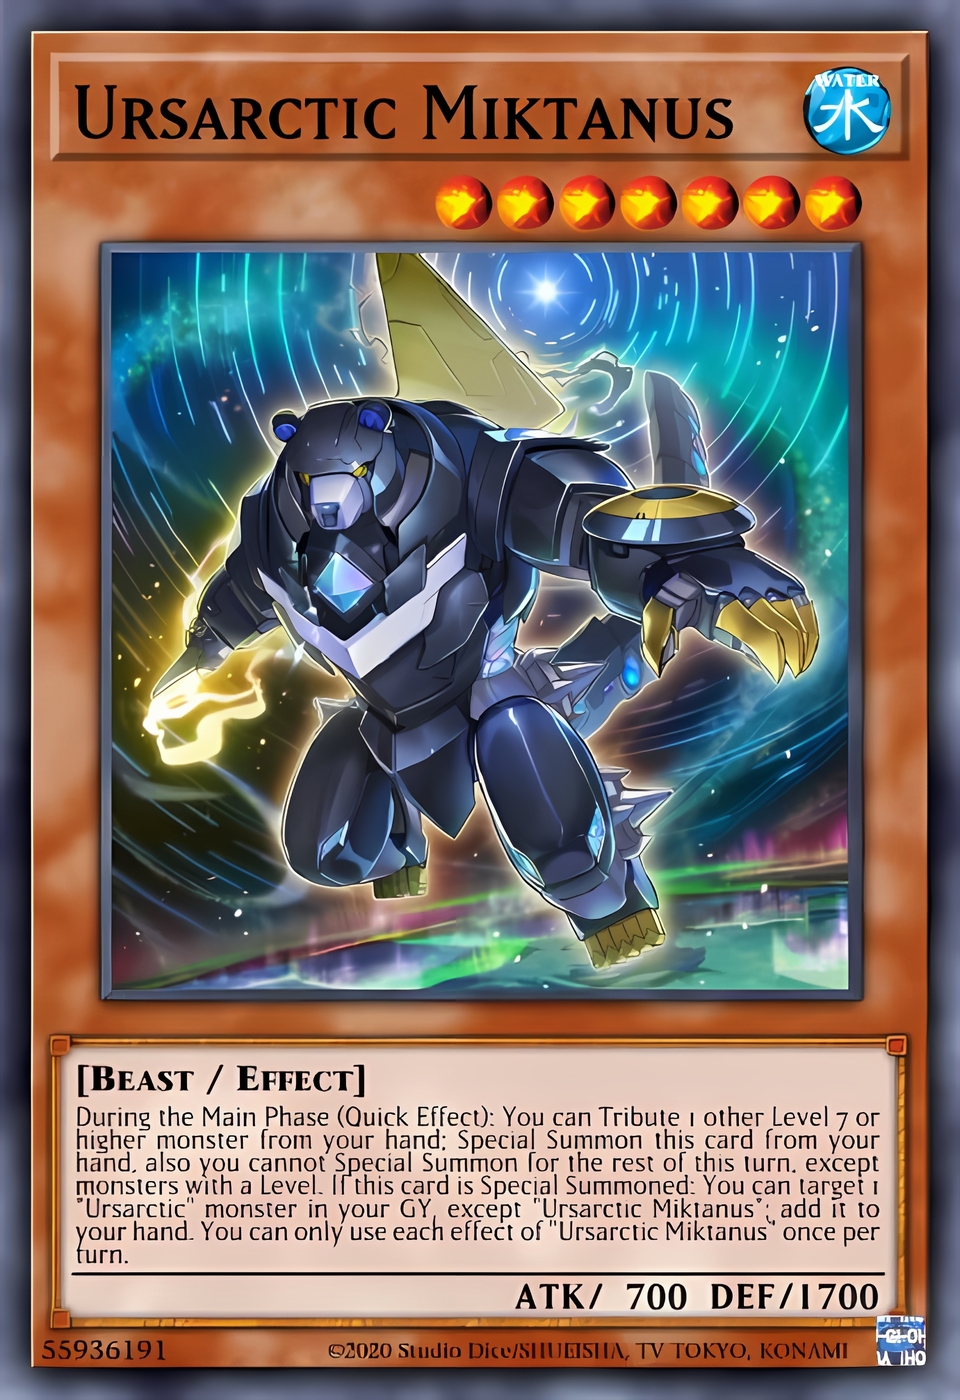 Ursarctic Miktanus
WATER
水
[Beast / Effect]
During the Main Phase (Quick Effect): You can Tribute 1 other Level 7 or
higher monster from your hand; Special Summon this card from your
hand, also you cannot Special Summon for the rest of this turn, except
monsters with a Level. If this card is Special Summoned: You can target 1
"Ursarctic" monster in your GY, except "Ursarctic Miktanus"; add it to
your hand. You can only use each effect of "Ursarctic Miktanus" once per
turn.
ATK/ 700 DEF/1700
55936191
©2020 Studio Dice/SHUEISHA, TV TOKYO, KONAMI